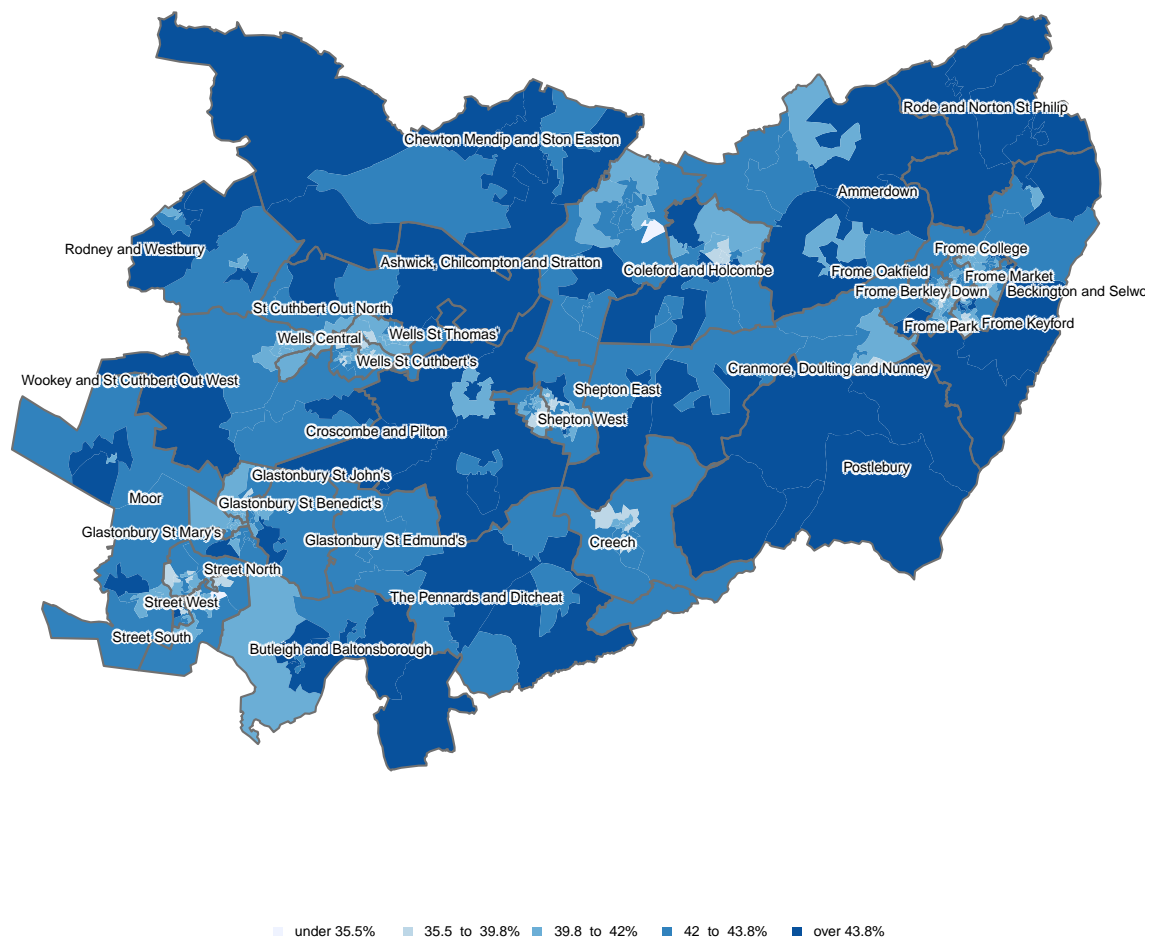 Rode and Norton St Philip
Chewton Mendip and Ston Easton
Ammerdown
Rodney and Westbury
Frome College
Ashwick, Chilcompton and Stratton
Coleford and Holcombe
Frome Oakfield
Frome Market
Frome Berkley Down
Beckington and Selwo
St Cuthbert Out North
Frome Park
Frome Keyford
Wells Central
Wells St Thomas'
Wells St Cuthbert's
Cranmore, Doulting and Nunney
Wookey and St Cuthbert Out West
Shepton East
Shepton West
Croscombe and Pilton
Postlebury
Glastonbury St John's
Moor
Glastonbury St Benedict's
Glastonbury St Mary's
Glastonbury St Edmund's
Creech
Street North
The Pennards and Ditcheat
Street West
Street South
Butleigh and Baltonsborough
under 35.5% 35.5 to 39.8% 39.8 to 42% 42 to 43.8% over 43.8%